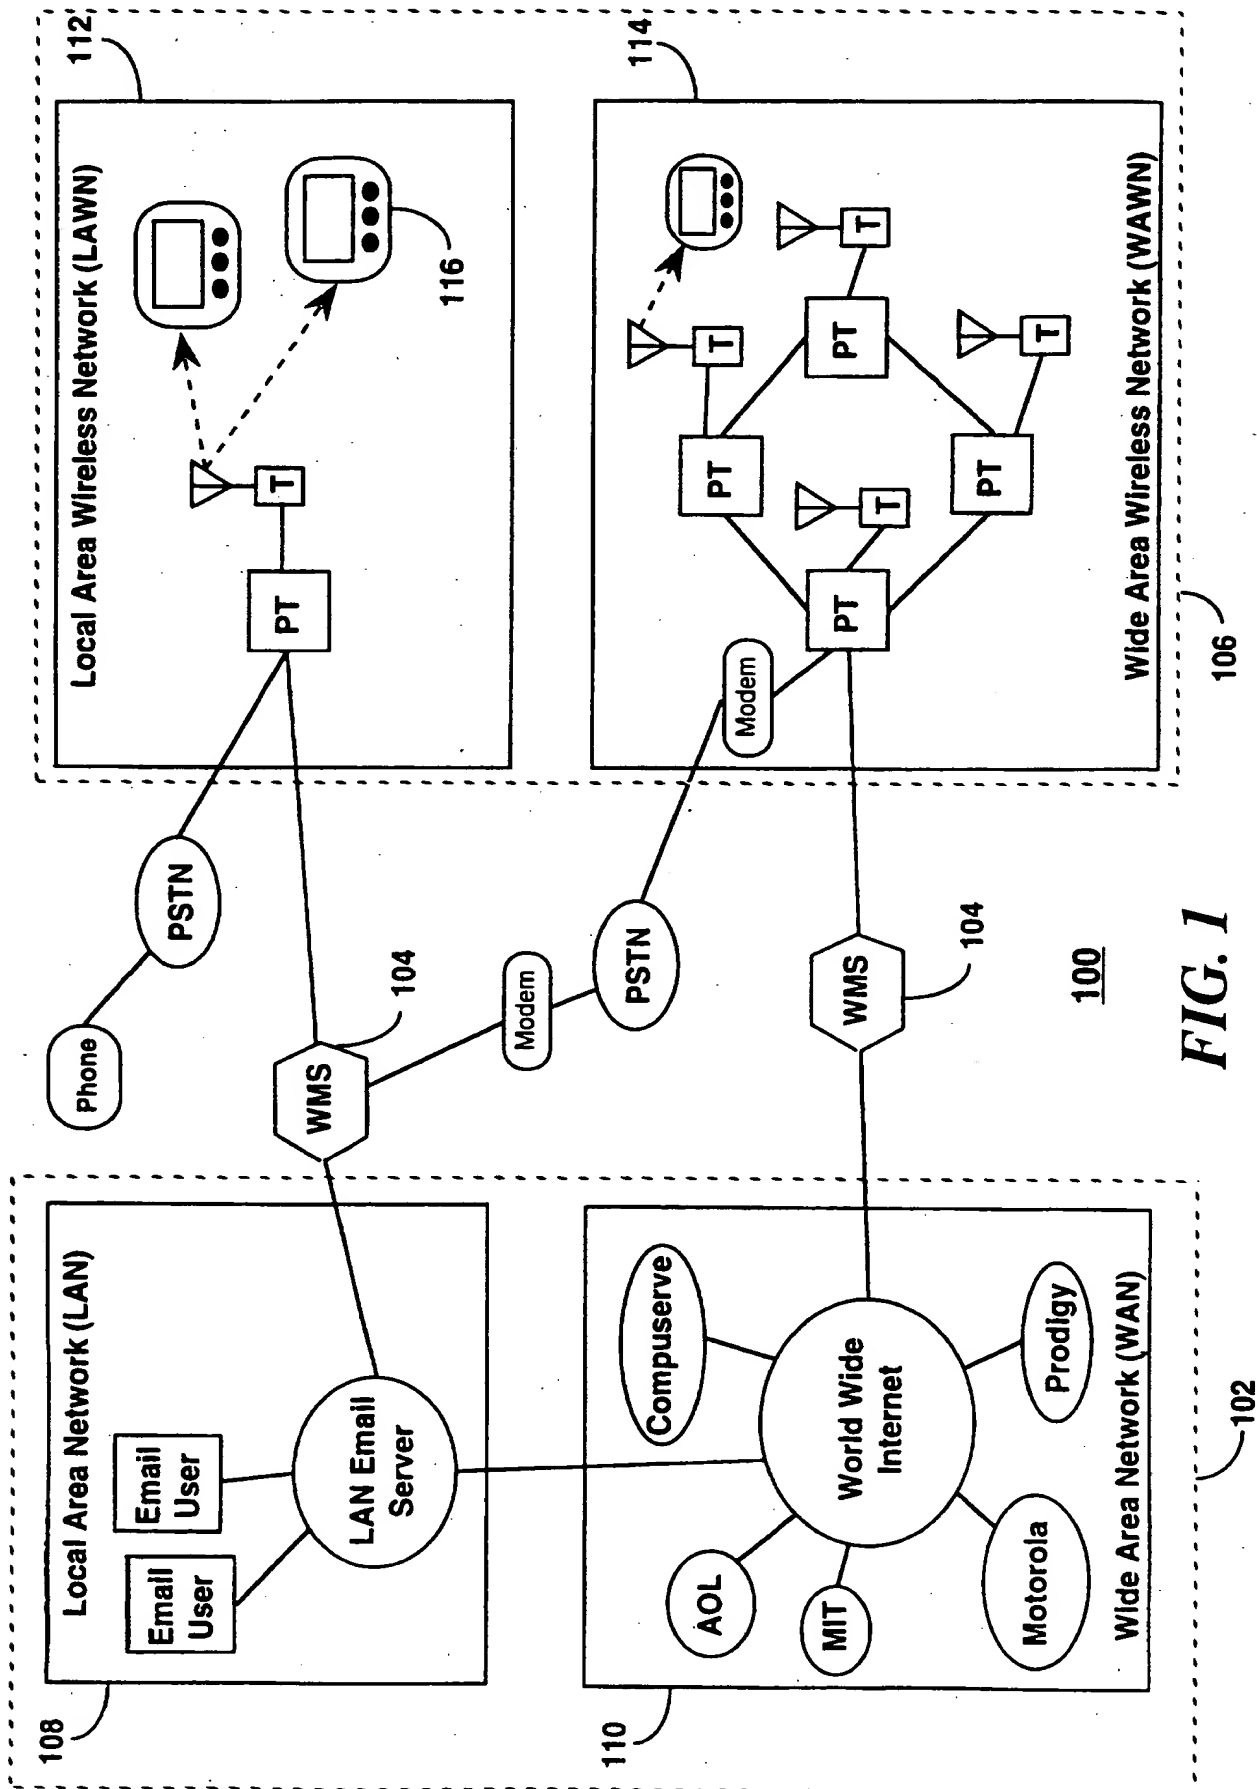 108
Local Area Network (LAN)
Email
User
Email
User
LAN Email
Server
110
AOL
MIT
Motorola
World Wide
Internet
Compuserve
Prodigy
Wide Area Network (WAN)
102
Phone
PSTN
WMS
104
Modem
PSTN
WMS
104
100
FIG. 1
112
Local Area Wireless Network (LAWN)
PT
T
116
114
Modem
PT
T
PT
T
PT
T
PT
T
Wide Area Wireless Network (WAWN)
106